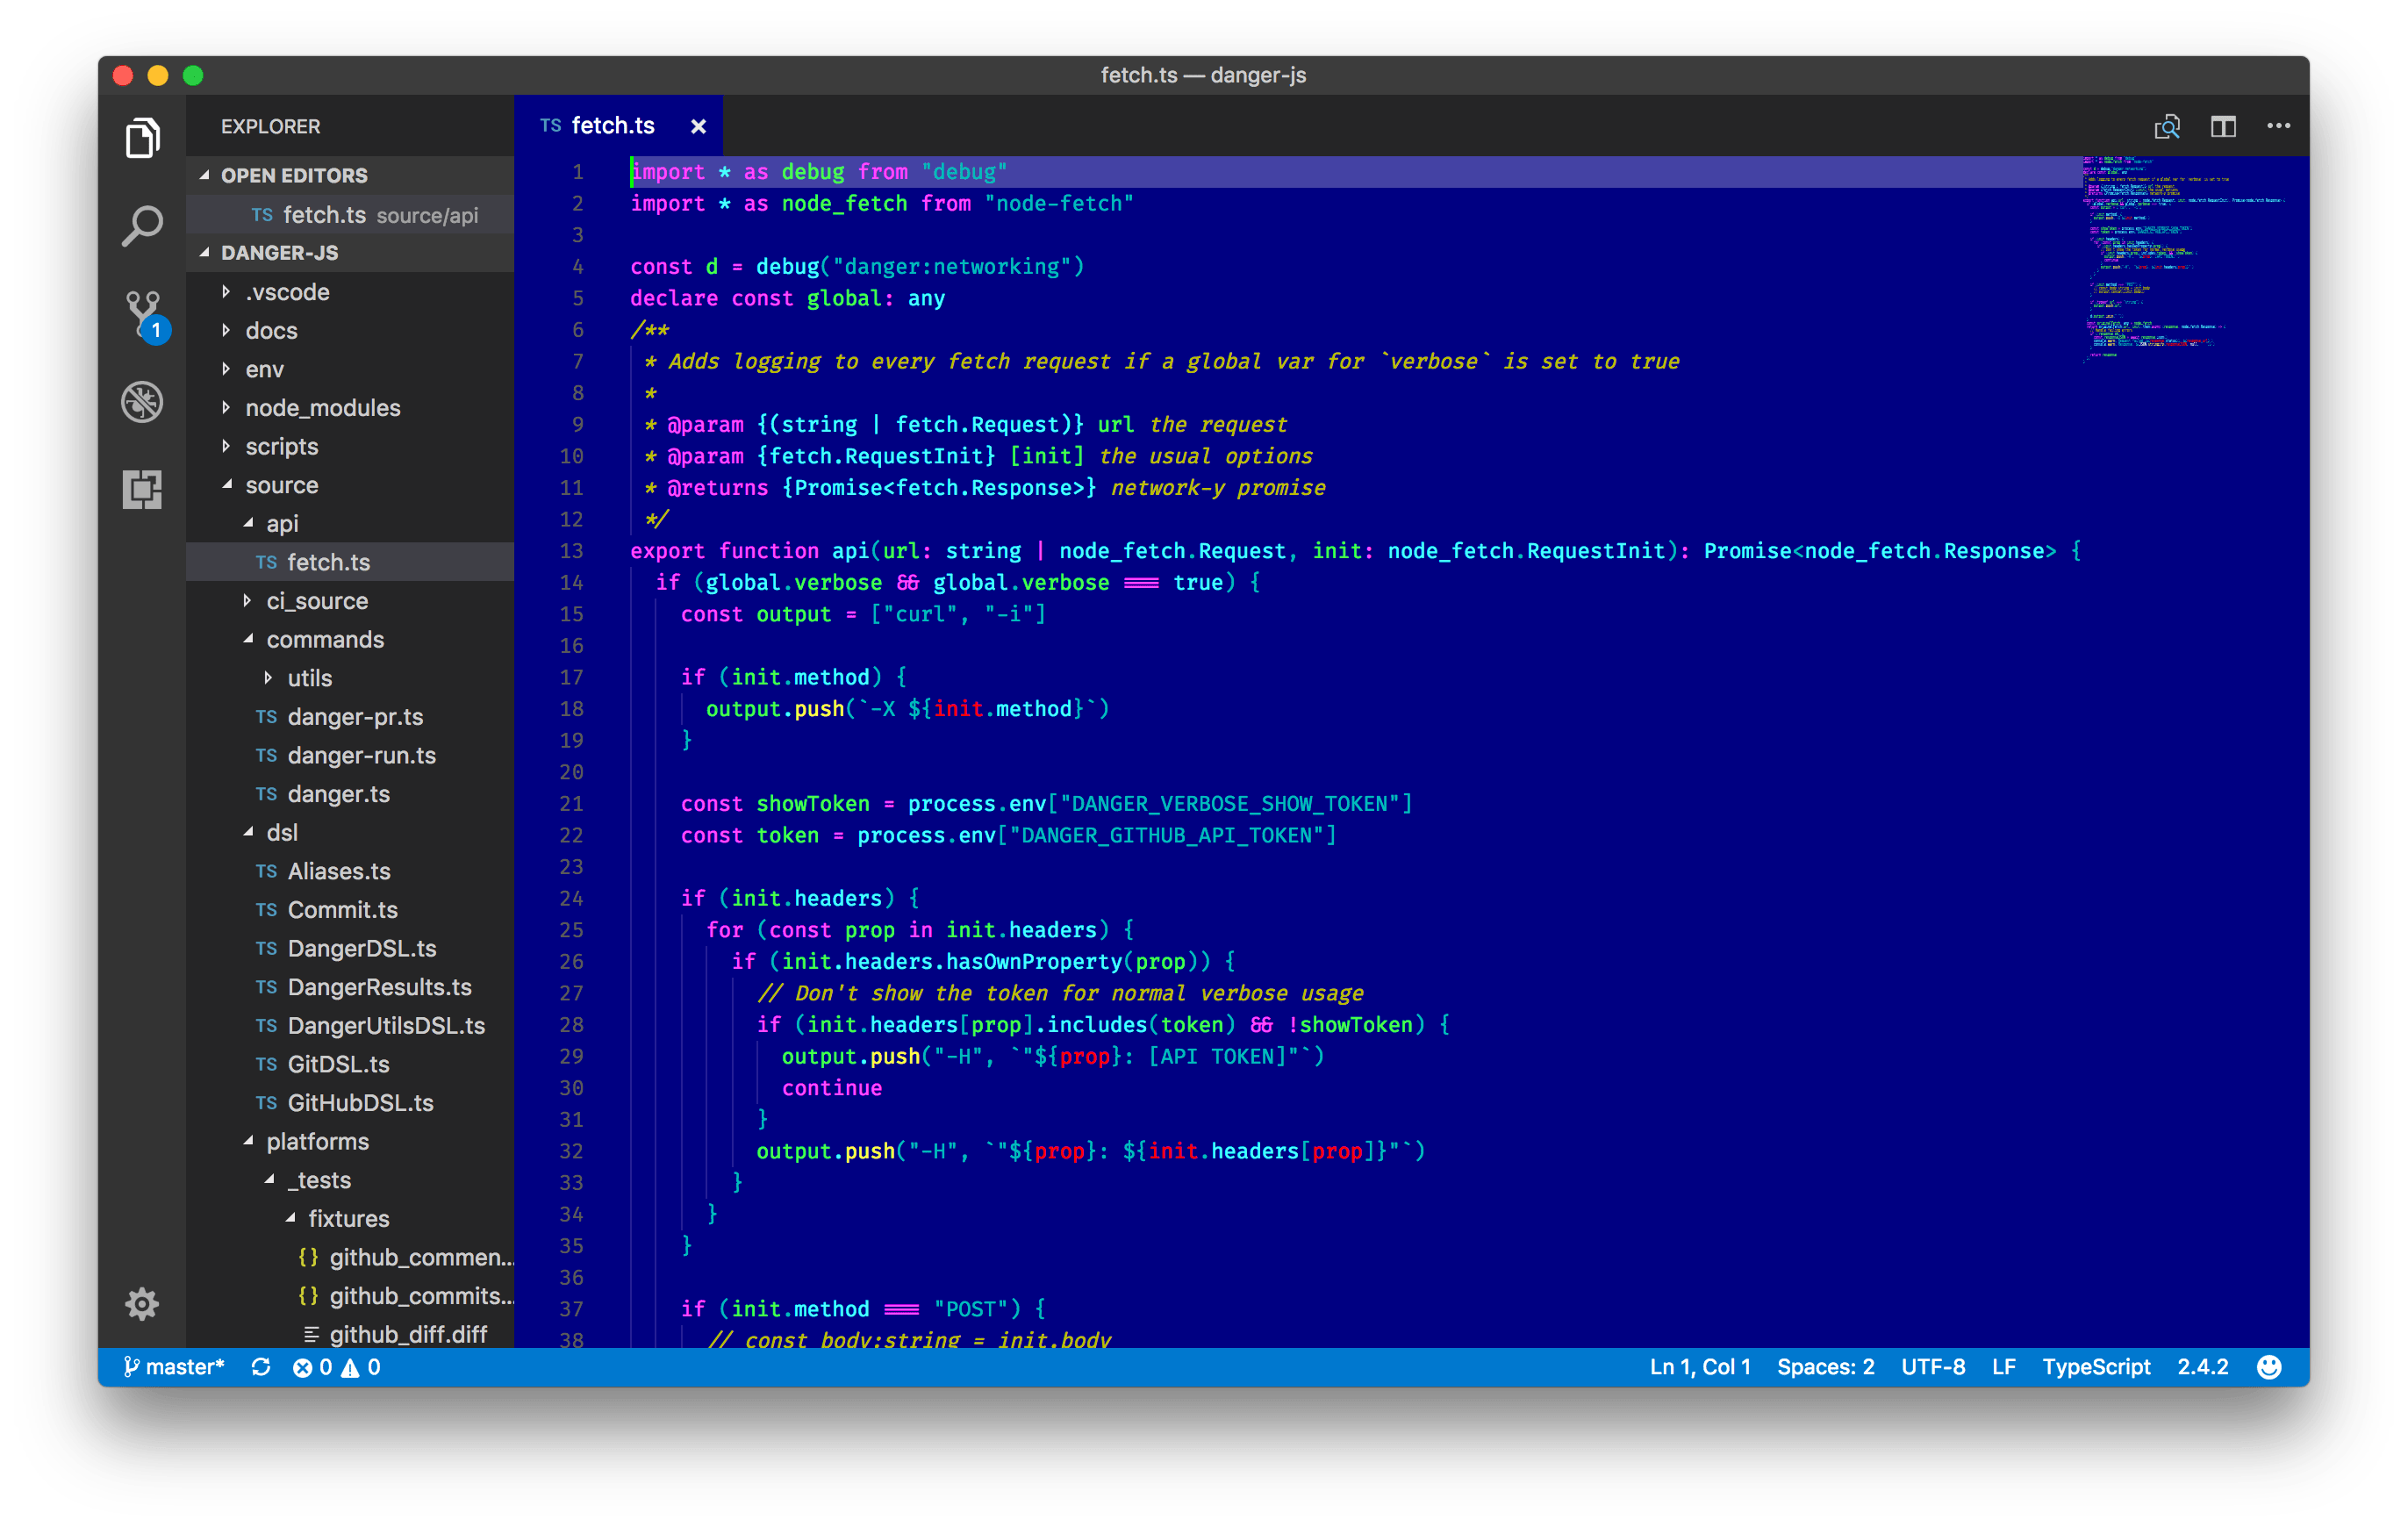 fetch.ts — danger-js
EXPLORER
OPEN EDITORS
TS fetch.ts source/api
DANGER-JS
.vscode
docs
env
node_modules
scripts
source
api
TS fetch.ts
ci_source
commands
utils
TS danger-pr.ts
TS danger-run.ts
TS danger.ts
dsl
TS Aliases.ts
TS Commit.ts
TS DangerDSL.ts
TS DangerResults.ts
TS DangerUtilsDSL.ts
TS GitDSL.ts
TS GitHubDSL.ts
platforms
_tests
fixtures
{} github_commen...
{} github_commits...
github_diff.diff
1
TS fetch.ts ×
1 import * as debug from "debug"
2 import * as node_fetch from "node-fetch"
3
4 const d = debug("danger:networking")
5 declare const global: any
6 /**
7 * Adds logging to every fetch request if a global var for `verbose` is set to true
8 *
9 * @param {(string | fetch.Request)} url the request
10 * @param {fetch.RequestInit} [init] the usual options
11 * @returns {Promise<fetch.Response>} network-y promise
12 */
13 export function api(url: string | node_fetch.Request, init: node_fetch.RequestInit): Promise<node_fetch.Response> {
14 if (global.verbose && global.verbose === true) {
15 const output = ["curl", "-i"]
16
17 if (init.method) {
18 output.push(`-X ${init.method}`)
19 }
20
21 const showToken = process.env["DANGER_VERBOSE_SHOW_TOKEN"]
22 const token = process.env["DANGER_GITHUB_API_TOKEN"]
23
24 if (init.headers) {
25 for (const prop in init.headers) {
26 if (init.headers.hasOwnProperty(prop)) {
27 // Don't show the token for normal verbose usage
28 if (init.headers[prop].includes(token) && !showToken) {
29 output.push("-H", `"${prop}: [API TOKEN]"`)
30 continue
31 }
32 output.push("-H", `"${prop}: ${init.headers[prop]}"`)
33 }
34 }
35 }
36
37 if (init.method === "POST") {
38 // const body:string = init.body
master* 0 0
Ln 1, Col 1 Spaces: 2 UTF-8 LF TypeScript 2.4.2